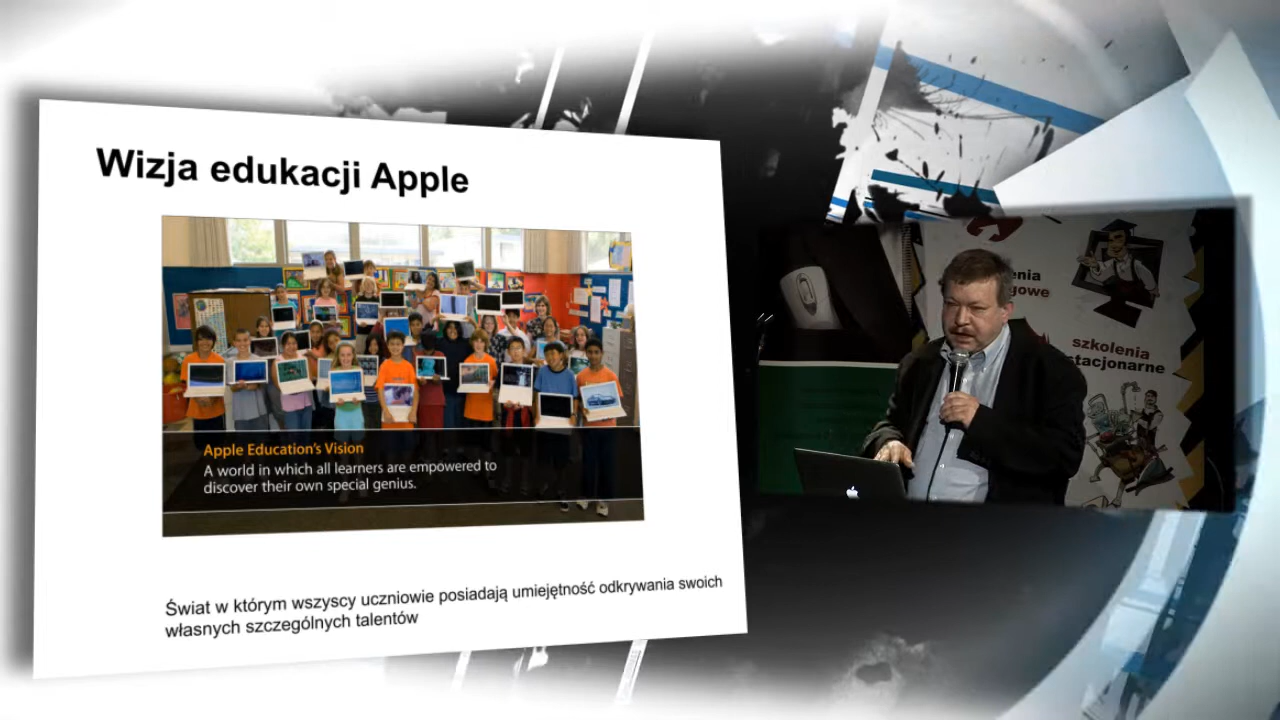 Wizja edukacji Apple
Apple Education's Vision
A world in which all learners are empowered to
discover their own special genius.
Świat w którym wszyscy uczniowie posiadają umiejętność odkrywania swoich
własnych szczególnych talentów
szkolenia
stacjonarne